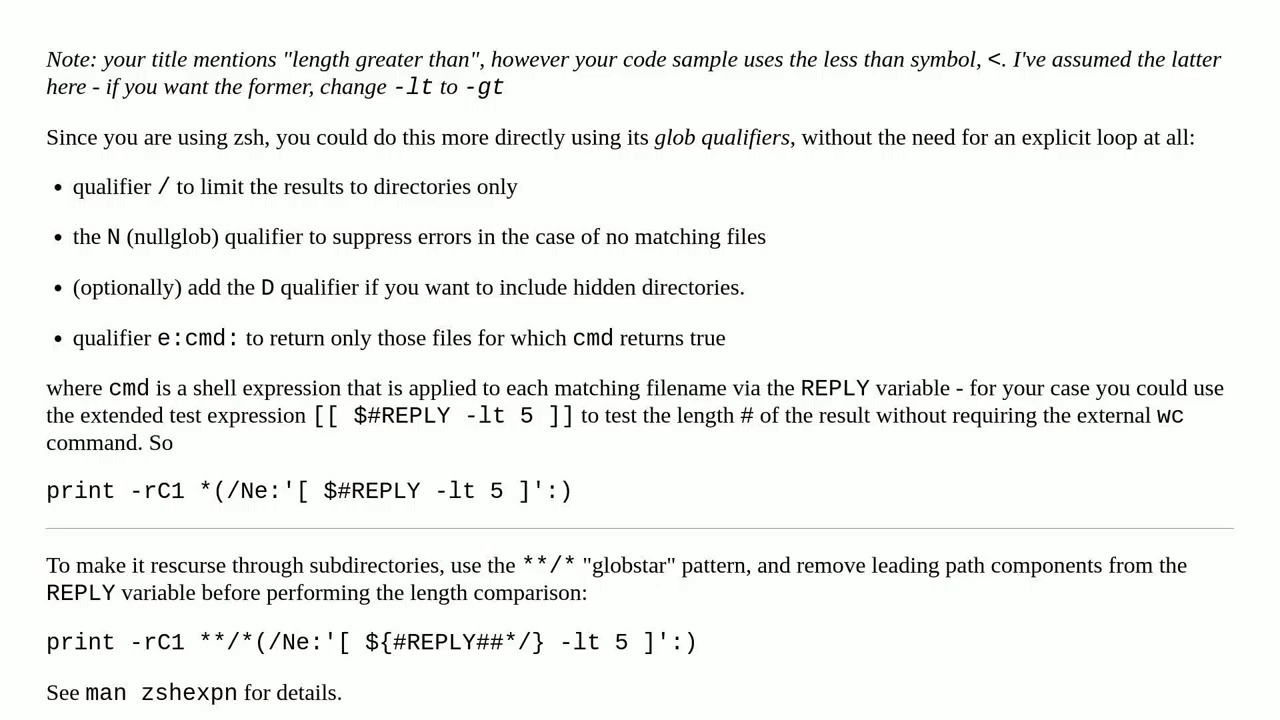 Note: your title mentions "length greater than", however your code sample uses the less than symbol, <. I've assumed the latter
here - if you want the former, change -lt to -gt
Since you are using zsh, you could do this more directly using its glob qualifiers, without the need for an explicit loop at all:
• qualifier / to limit the results to directories only
• the N (nullglob) qualifier to suppress errors in the case of no matching files
• (optionally) add the D qualifier if you want to include hidden directories.
• qualifier e:cmd: to return only those files for which cmd returns true
where cmd is a shell expression that is applied to each matching filename via the REPLY variable - for your case you could use
the extended test expression [[ $#REPLY -lt 5 ]] to test the length # of the result without requiring the external wc
command. So
print -rC1 *(/Ne:'[ $#REPLY -lt 5 ]':)
To make it rescurse through subdirectories, use the **/* "globstar" pattern, and remove leading path components from the
REPLY variable before performing the length comparison:
print -rC1 **/*(/Ne:'[ ${#REPLY##*/} -lt 5 ]':)
See man zshexpn for details.